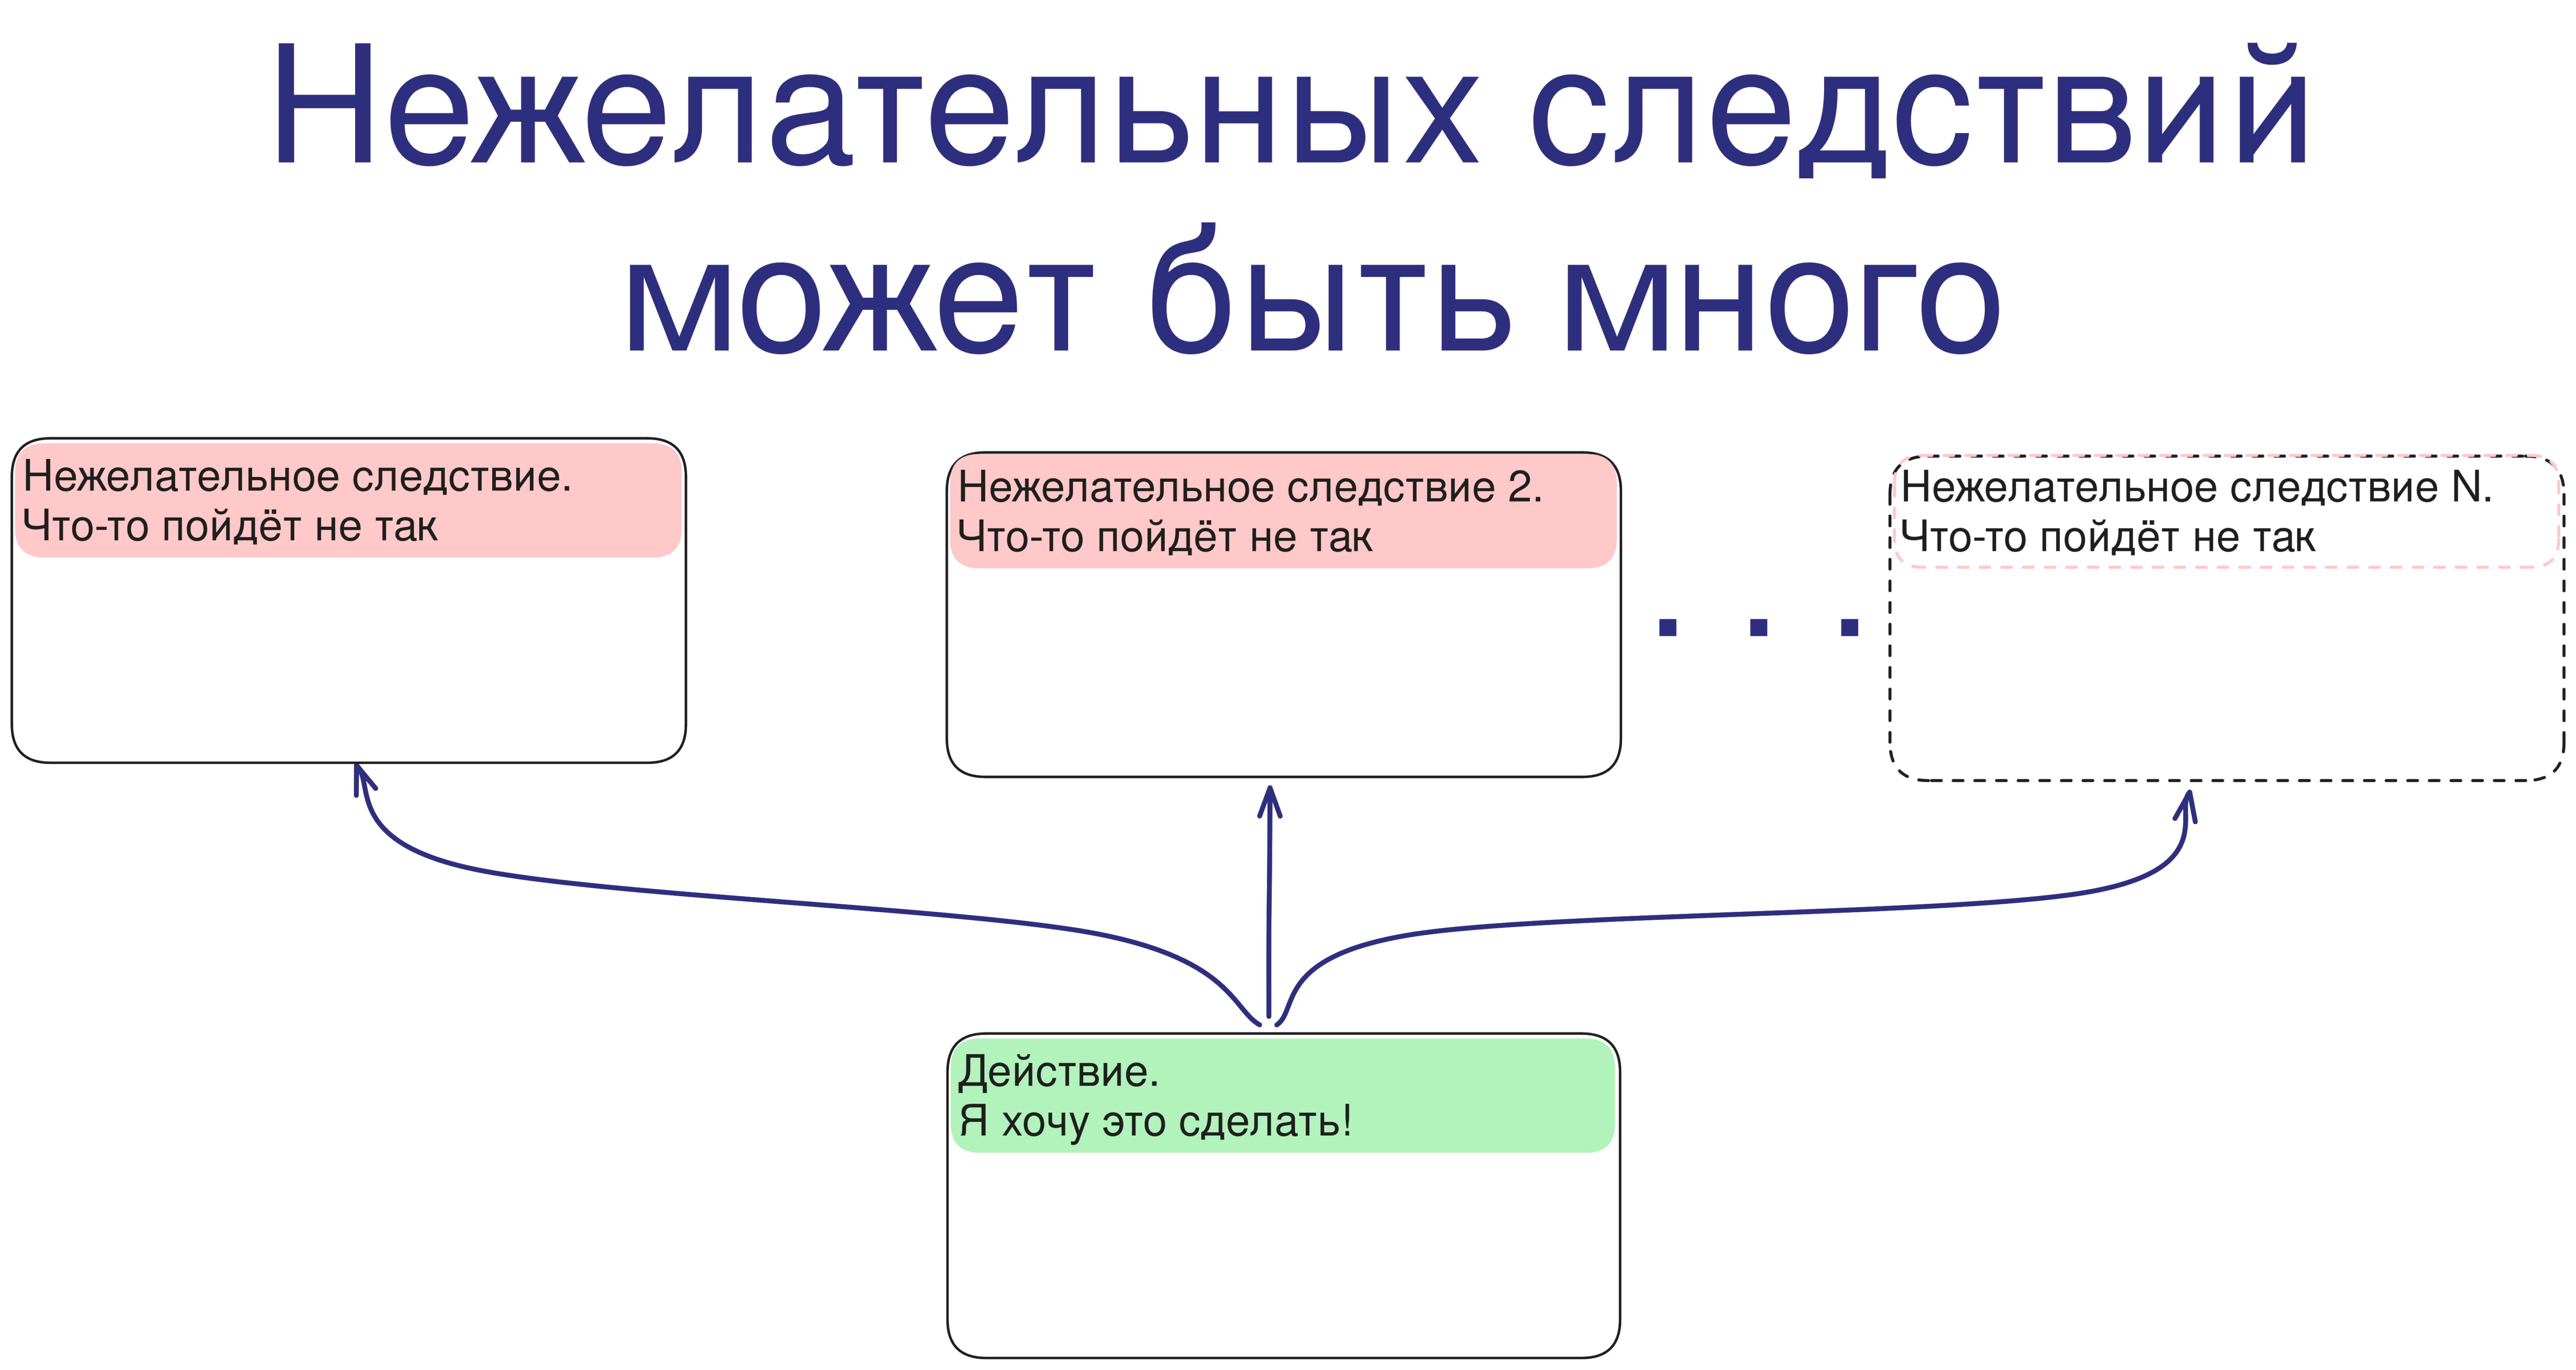 Нежелательных следствий
может быть много
Нежелательное следствие.
Что-то пойдёт не так
Нежелательное следствие 2.
Что-то пойдёт не так
. . .
Нежелательное следствие N.
Что-то пойдёт не так
Действие.
Я хочу это сделать!